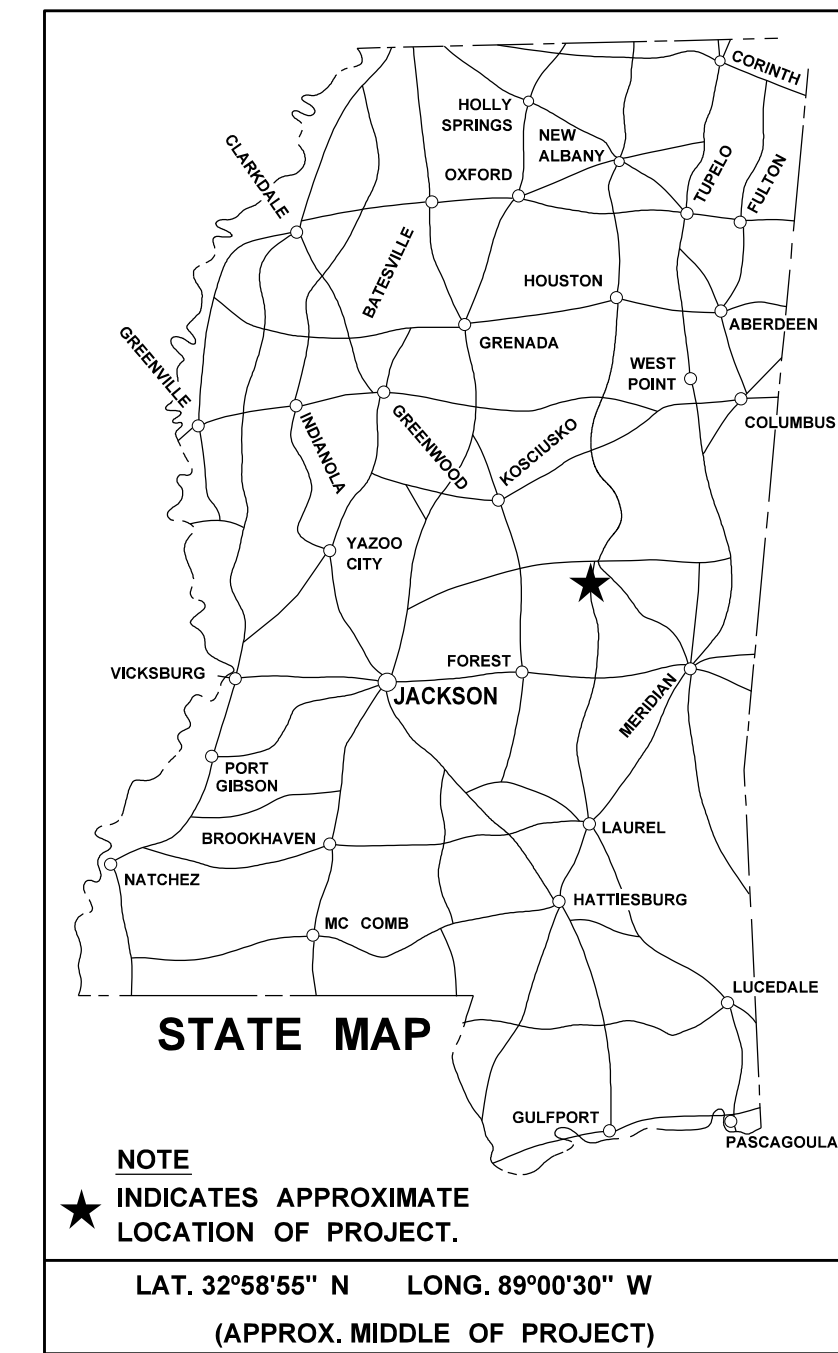 CORINTH
HOLLY
SPRINGS
NEW
ALBANY
CLARKDALE
OXFORD
TUPELO
FULTON
BATESVILLE
HOUSTON
ABERDEEN
GREENVILLE
GRENADA
WEST
POINT
COLUMBUS
INDIANOLA
GREENWOOD
KOSCIUSKO
YAZOO
CITY
VICKSBURG
FOREST
JACKSON
MERIDIAN
PORT
GIBSON
BROOKHAVEN
LAUREL
NATCHEZ
HATTIESBURG
MC COMB
LUCEDALE
STATE MAP
GULFPORT
PASCAGOULA
NOTE
INDICATES APPROXIMATE
LOCATION OF PROJECT.
LAT. 32º58'55" N LONG. 89º00'30" W
(APPROX. MIDDLE OF PROJECT)